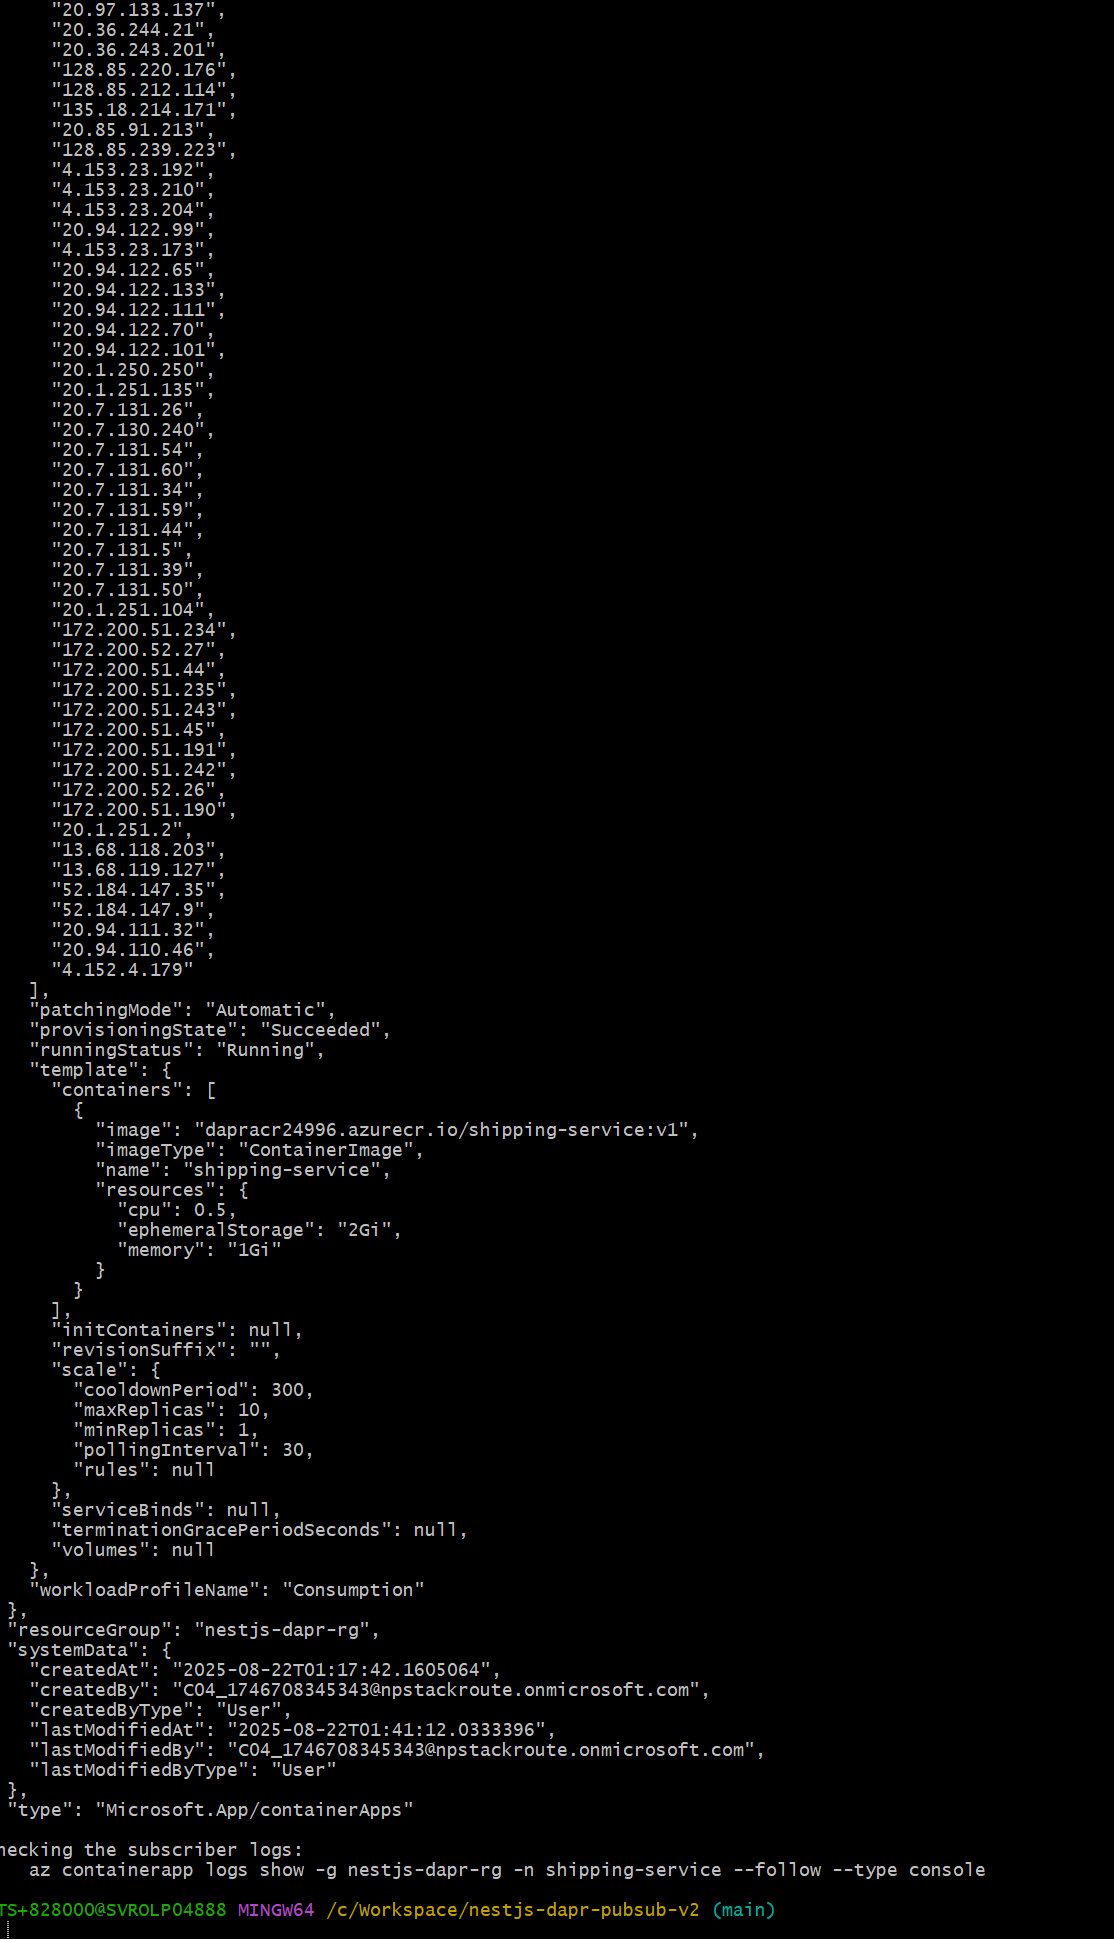 "20.97.133.137",
"20.36.244.21",
"20.36.243.201",
"128.85.220.176",
"128.85.212.114",
"135.18.214.171",
"20.85.91.213",
"128.85.239.223",
"4.153.23.192",
"4.153.23.210",
"4.153.23.204",
"20.94.122.99",
"4.153.23.173",
"20.94.122.65",
"20.94.122.133",
"20.94.122.111",
"20.94.122.70",
"20.94.122.101",
"20.1.250.250",
"20.1.251.135",
"20.7.131.26",
"20.7.130.240",
"20.7.131.54",
"20.7.131.60",
"20.7.131.34",
"20.7.131.59",
"20.7.131.44",
"20.7.131.5",
"20.7.131.39",
"20.7.131.50",
"20.1.251.104",
"172.200.51.234",
"172.200.52.27",
"172.200.51.44",
"172.200.51.235",
"172.200.51.243",
"172.200.51.45",
"172.200.51.191",
"172.200.51.242",
"172.200.52.26",
"172.200.51.190",
"20.1.251.2",
"13.68.118.203",
"13.68.119.127",
"52.184.147.35",
"52.184.147.9",
"20.94.111.32",
"20.94.110.46",
"4.152.4.179"
],
"patchingMode": "Automatic",
"provisioningState": "Succeeded",
"runningStatus": "Running",
"template": {
"containers": [
{
"image": "dapracr24996.azurecr.io/shipping-service:v1",
"imageType": "ContainerImage",
"name": "shipping-service",
"resources": {
"cpu": 0.5,
"ephemeralStorage": "2Gi",
"memory": "1Gi"
}
}
],
"initContainers": null,
"revisionSuffix": "",
"scale": {
"cooldownPeriod": 300,
"maxReplicas": 10,
"minReplicas": 1,
"pollingInterval": 30,
"rules": null
},
"serviceBinds": null,
"terminationGracePeriodSeconds": null,
"volumes": null
},
"workloadProfileName": "Consumption"
},
"resourceGroup": "nestjs-dapr-rg",
"systemData": {
"createdAt": "2025-08-22T01:17:42.1605064",
"createdBy": "C04_1746708345343@npstackroute.onmicrosoft.com",
"createdByType": "User",
"lastModifiedAt": "2025-08-22T01:41:12.0333396",
"lastModifiedBy": "C04_1746708345343@npstackroute.onmicrosoft.com",
"lastModifiedByType": "User"
},
"type": "Microsoft.App/containerApps"
hecking the subscriber logs:
az containerapp logs show -g nestjs-dapr-rg -n shipping-service --follow --type console
TS+828000@SVROLP04888 MINGW64 /c/Workspace/nestjs-dapr-pubsub-v2 (main)